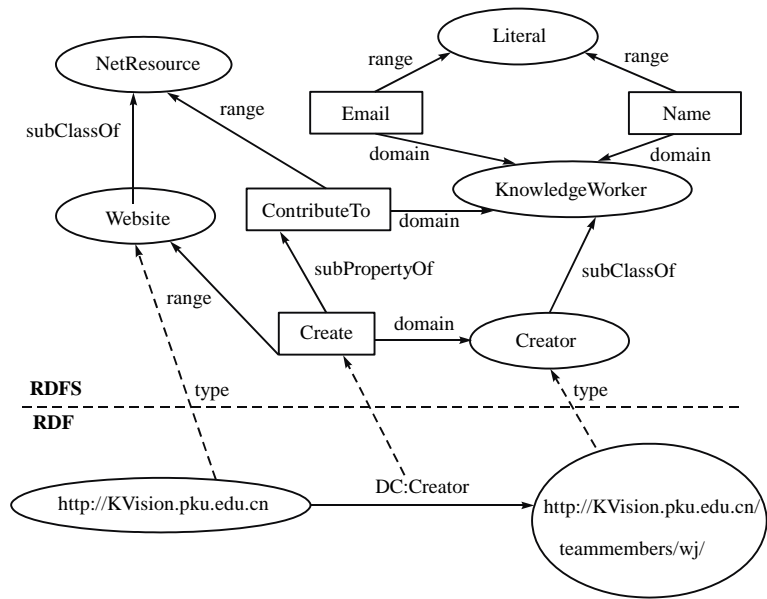 Literal
NetResource
range
range
range
Email
Name
subClassOf
domain
domain
KnowledgeWorker
Website
ContributeTo
domain
subPropertyOf
subClassOf
range
Create
domain
Creator
RDFS
type
type
RDF
DC:Creator
http://KVision.pku.edu.cn
http://KVision.pku.edu.cn/
teammembers/wj/